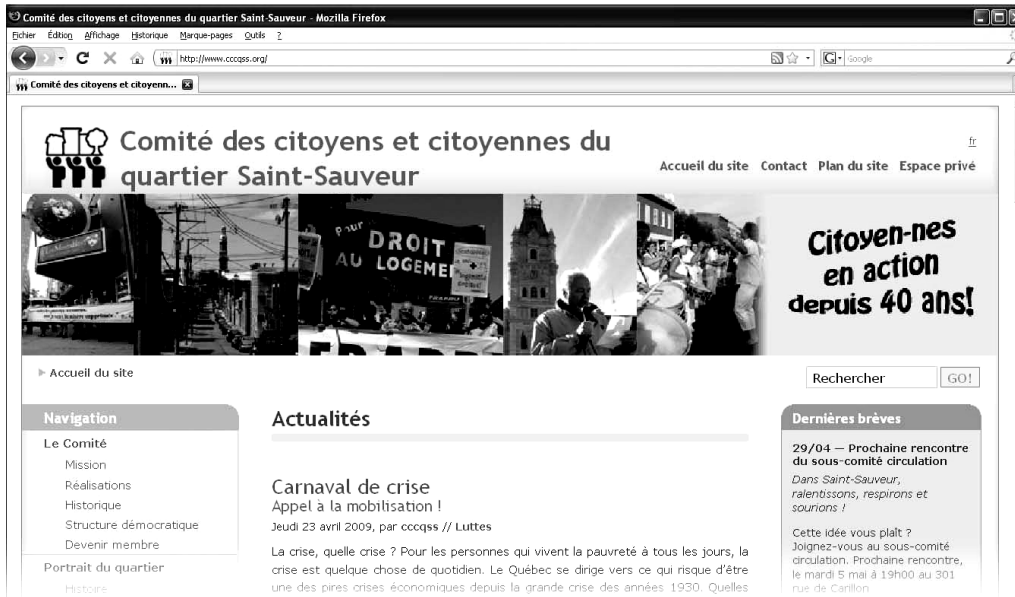 Comité des citoyens et citoyennes du quartier Saint-Sauveur - Mozilla Firefox
Fichier Édition Affichage Historique Marque-pages Outils ?
http://www.cccqss.org/
G Google
Comité des citoyens et citoyenn...
Comité des citoyens et citoyennes du
quartier Saint-Sauveur
fr
Accueil du site Contact Plan du site Espace privé
Pour
DROIT
AU LOGEME
FRAPRU
Citoyen-nes
en action
depuis 40 ans!
Accueil du site
Rechercher GO!
Navigation
Le Comité
Mission
Réalisations
Historique
Structure démocratique
Devenir membre
Portrait du quartier
Histoire
Actualités
Carnaval de crise
Appel à la mobilisation !
Jeudi 23 avril 2009, par cccqss // Luttes
La crise, quelle crise ? Pour les personnes qui vivent la pauvreté à tous les jours, la
crise est quelque chose de quotidien. Le Québec se dirige vers ce qui risque d'être
une des pires crises économiques depuis la grande crise des années 1930. Quelles
Dernières brèves
29/04 — Prochaine rencontre
du sous-comité circulation
Dans Saint-Sauveur,
ralentissons, respirons et
sourions !
Cette idée vous plaît ?
Joignez-vous au sous-comité
circulation. Prochaine rencontre,
le mardi 5 mai à 19h00 au 301
rue de Carillon